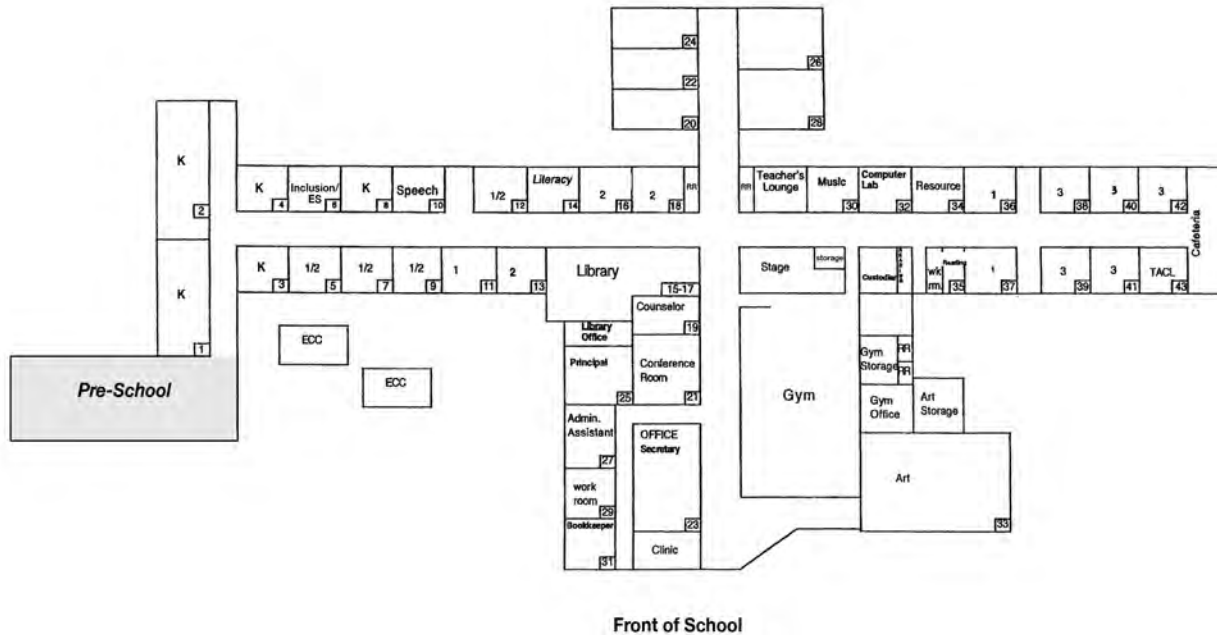 24
26
22
20
28
K
2
K
4
Inclusion/
ES
6
K
8
Speech
10
1/2
12
Literacy
14
2
16
2
18
RR
RR
Teacher's
Lounge
Music
30
Computer
Lab
32
Resource
34
1
36
3
38
3
40
3
42
Cafeteria
K
1
K
3
1/2
5
1/2
7
1/2
9
1
11
2
13
Library
15-17
Stage
storage
Custodian
wk
rm.
35
1
37
3
39
3
41
TACL
43
Counselor
19
Library
Office
ECC
ECC
Principal
25
Conference
Room
21
Gym
Gym
Storage
RR
RR
Gym
Office
Art
Storage
Pre-School
Admin.
Assistant
27
OFFICE
Secretary
23
work
room
29
Bookkeeper
31
Clinic
Art
33
Front of School